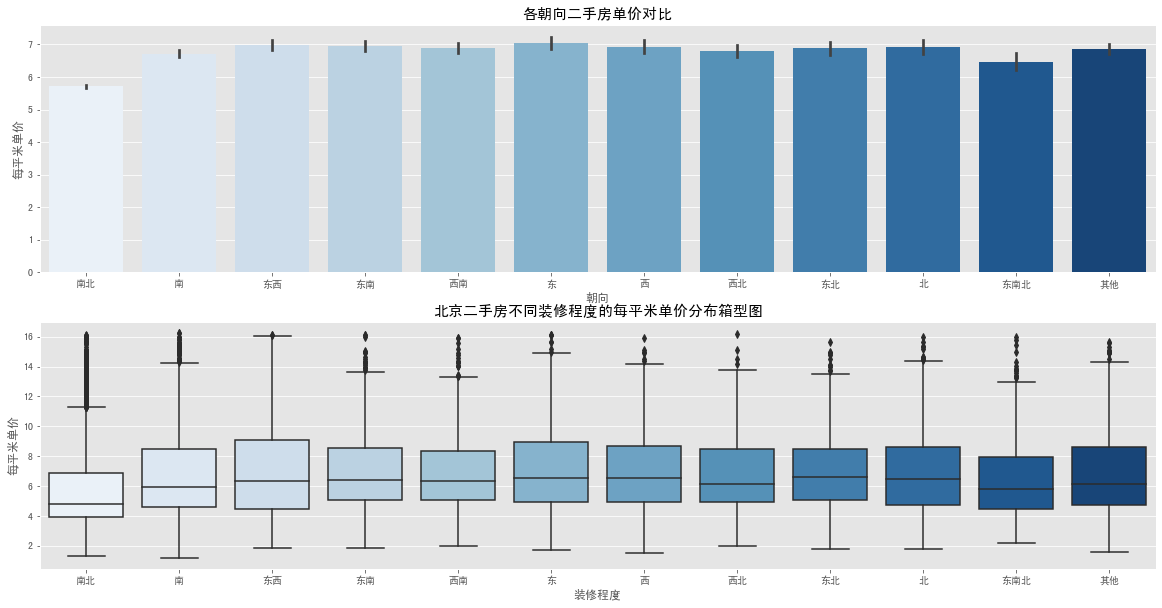 各朝向二手房单价对比
每平米单价
7
6
5
4
3
2
1
0
南北 南 东西 东南 西南 东 西 西北 东北 北 东南北 其他
朝向
北京二手房不同装修程度的每平米单价分布箱型图
每平米单价
16
14
12
10
8
6
4
2
南北 南 东西 东南 西南 东 西 西北 东北 北 东南北 其他
装修程度